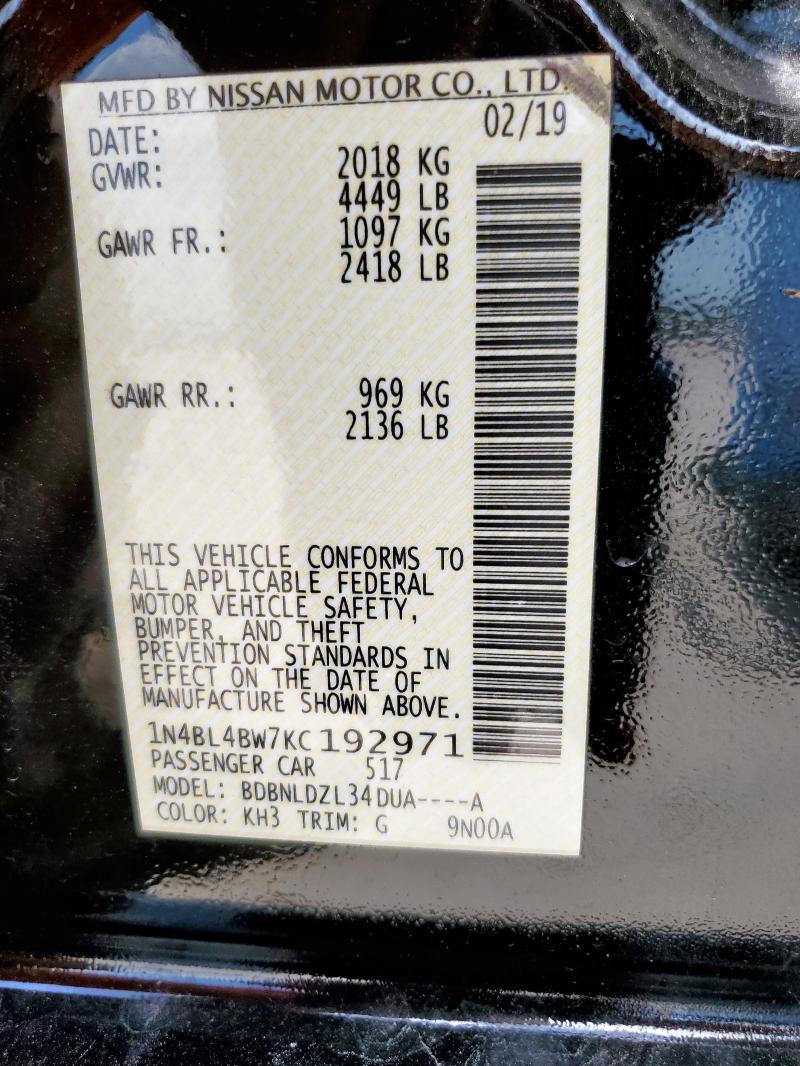 MFD BY NISSAN MOTOR CO., LTD.
DATE: 02/19
GVWR: 2018 KG
4449 LB
GAWR FR.: 1097 KG
2418 LB
GAWR RR.: 969 KG
2136 LB
THIS VEHICLE CONFORMS TO
ALL APPLICABLE FEDERAL
MOTOR VEHICLE SAFETY,
BUMPER, AND THEFT
PREVENTION STANDARDS IN
EFFECT ON THE DATE OF
MANUFACTURE SHOWN ABOVE.
1N4BL4BW7KC192971
PASSENGER CAR 517
MODEL: BDBNLDZL34DUA----A
COLOR: KH3 TRIM: G 9N00A